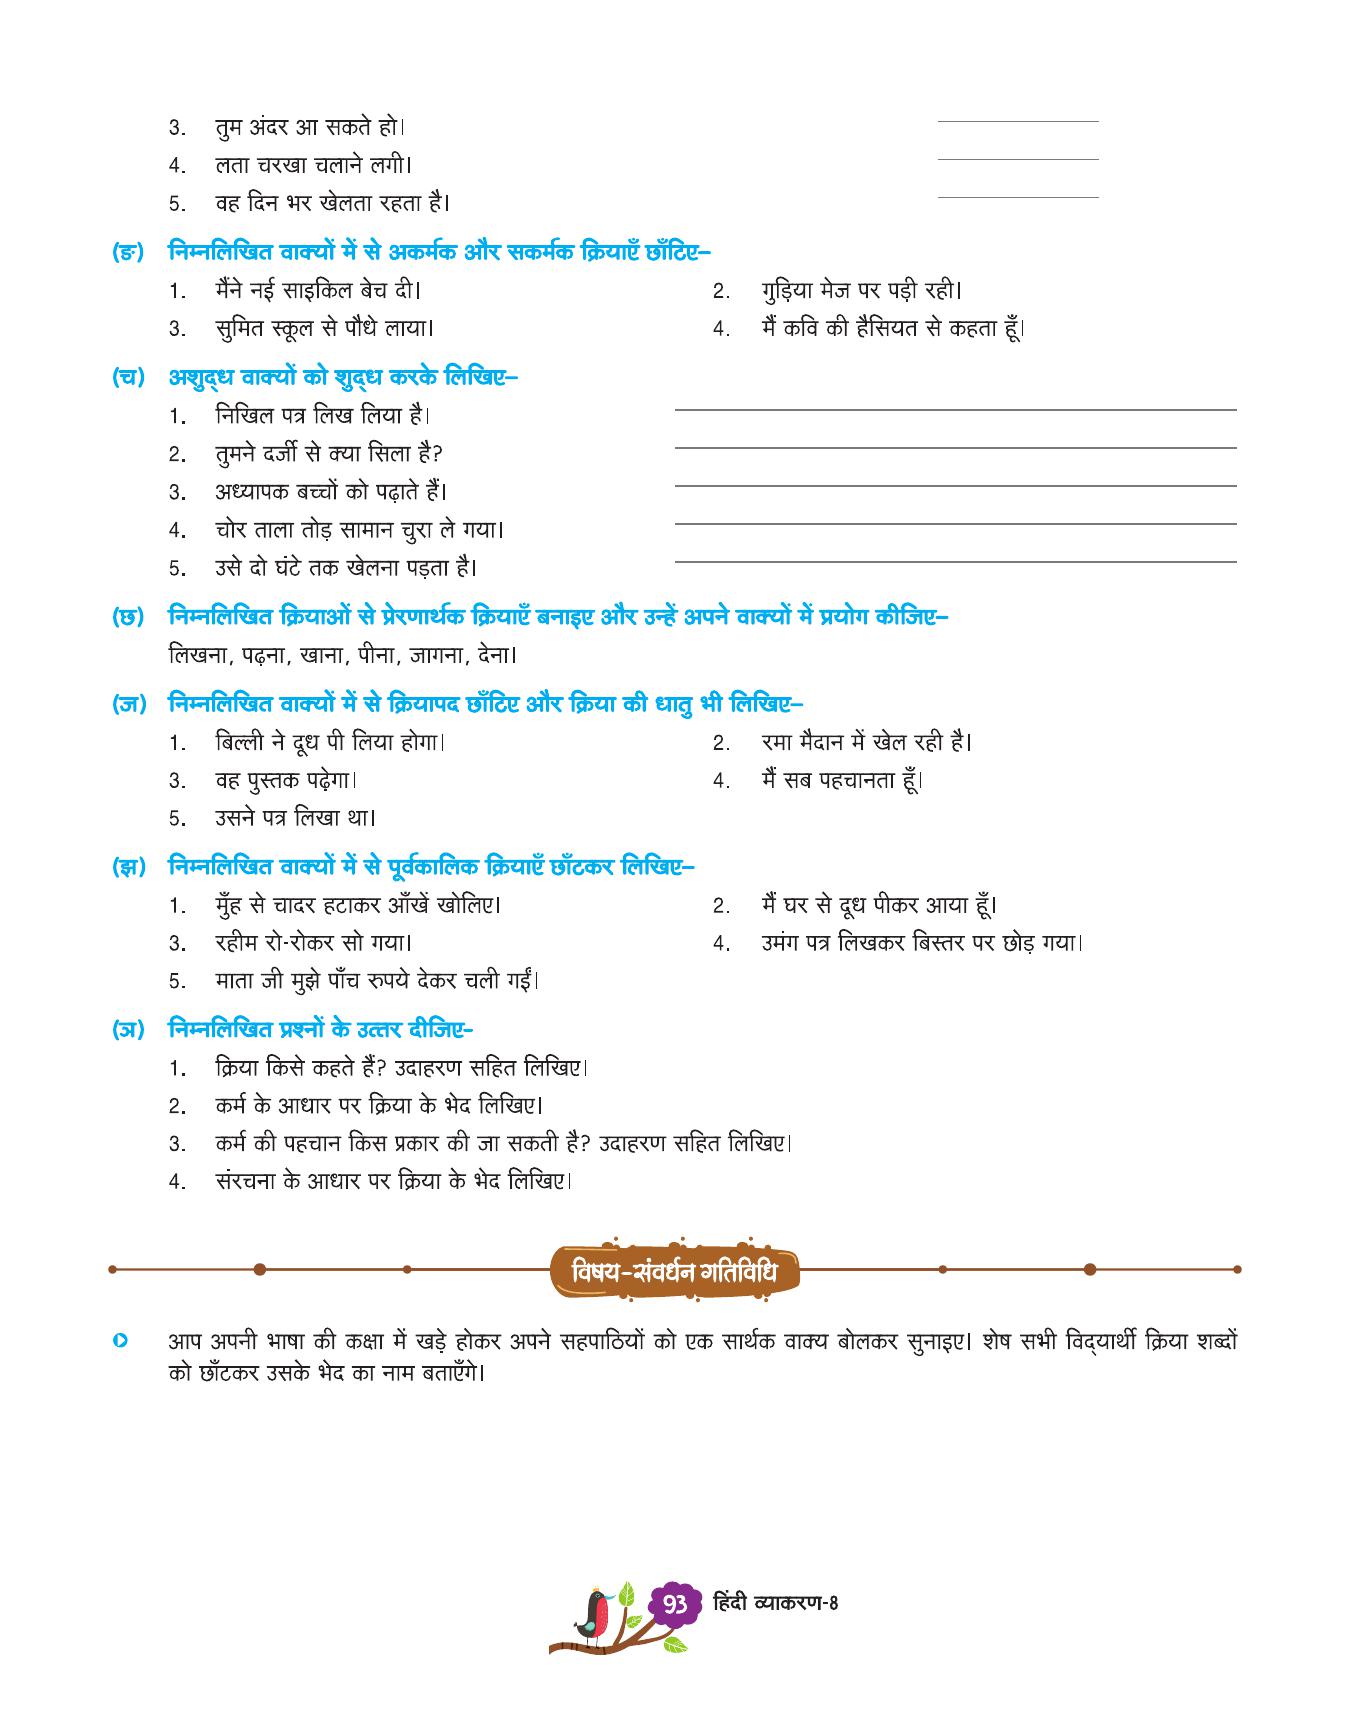 3. तुम अंदर आ सकते हो।
4. लता चरखा चलाने लगी।
5. वह दिन भर खेलता रहता है।
(ङ) निम्नलिखित वाक्यों में से अकर्मक और सकर्मक क्रियाएँ छाँटिए–
1. मैंने नई साइकिल बेच दी। 2. गुड़िया मेज पर पड़ी रही।
3. सुमित स्कूल से पौधे लाया। 4. मैं कवि की हैसियत से कहता हूँ।
(च) अशुद्ध वाक्यों को शुद्ध करके लिखिए–
1. निखिल पत्र लिख लिया है।
2. तुमने दर्जी से क्या सिला है?
3. अध्यापक बच्चों को पढ़ाते हैं।
4. चोर ताला तोड़ सामान चुरा ले गया।
5. उसे दो घंटे तक खेलना पड़ता है।
(छ) निम्नलिखित क्रियाओं से प्रेरणार्थक क्रियाएँ बनाइए और उन्हें अपने वाक्यों में प्रयोग कीजिए–
लिखना, पढ़ना, खाना, पीना, जागना, देना।
(ज) निम्नलिखित वाक्यों में से क्रियापद छाँटिए और क्रिया की धातु भी लिखिए–
1. बिल्ली ने दूध पी लिया होगा। 2. रमा मैदान में खेल रही है।
3. वह पुस्तक पढ़ेगा। 4. मैं सब पहचानता हूँ।
5. उसने पत्र लिखा था।
(झ) निम्नलिखित वाक्यों में से पूर्वकालिक क्रियाएँ छाँटकर लिखिए–
1. मुँह से चादर हटाकर आँखें खोलिए। 2. मैं घर से दूध पीकर आया हूँ।
3. रहीम रो-रोकर सो गया। 4. उमंग पत्र लिखकर बिस्तर पर छोड़ गया।
5. माता जी मुझे पाँच रुपये देकर चली गईं।
(ञ) निम्नलिखित प्रश्नों के उत्तर दीजिए-
1. क्रिया किसे कहते हैं? उदाहरण सहित लिखिए।
2. कर्म के आधार पर क्रिया के भेद लिखिए।
3. कर्म की पहचान किस प्रकार की जा सकती है? उदाहरण सहित लिखिए।
4. संरचना के आधार पर क्रिया के भेद लिखिए।
विषय-संवर्धन गतिविधि
आप अपनी भाषा की कक्षा में खड़े होकर अपने सहपाठियों को एक सार्थक वाक्य बोलकर सुनाइए। शेष सभी विद्यार्थी क्रिया शब्दों
को छाँटकर उसके भेद का नाम बताएँगे।
93 हिंदी व्याकरण-8